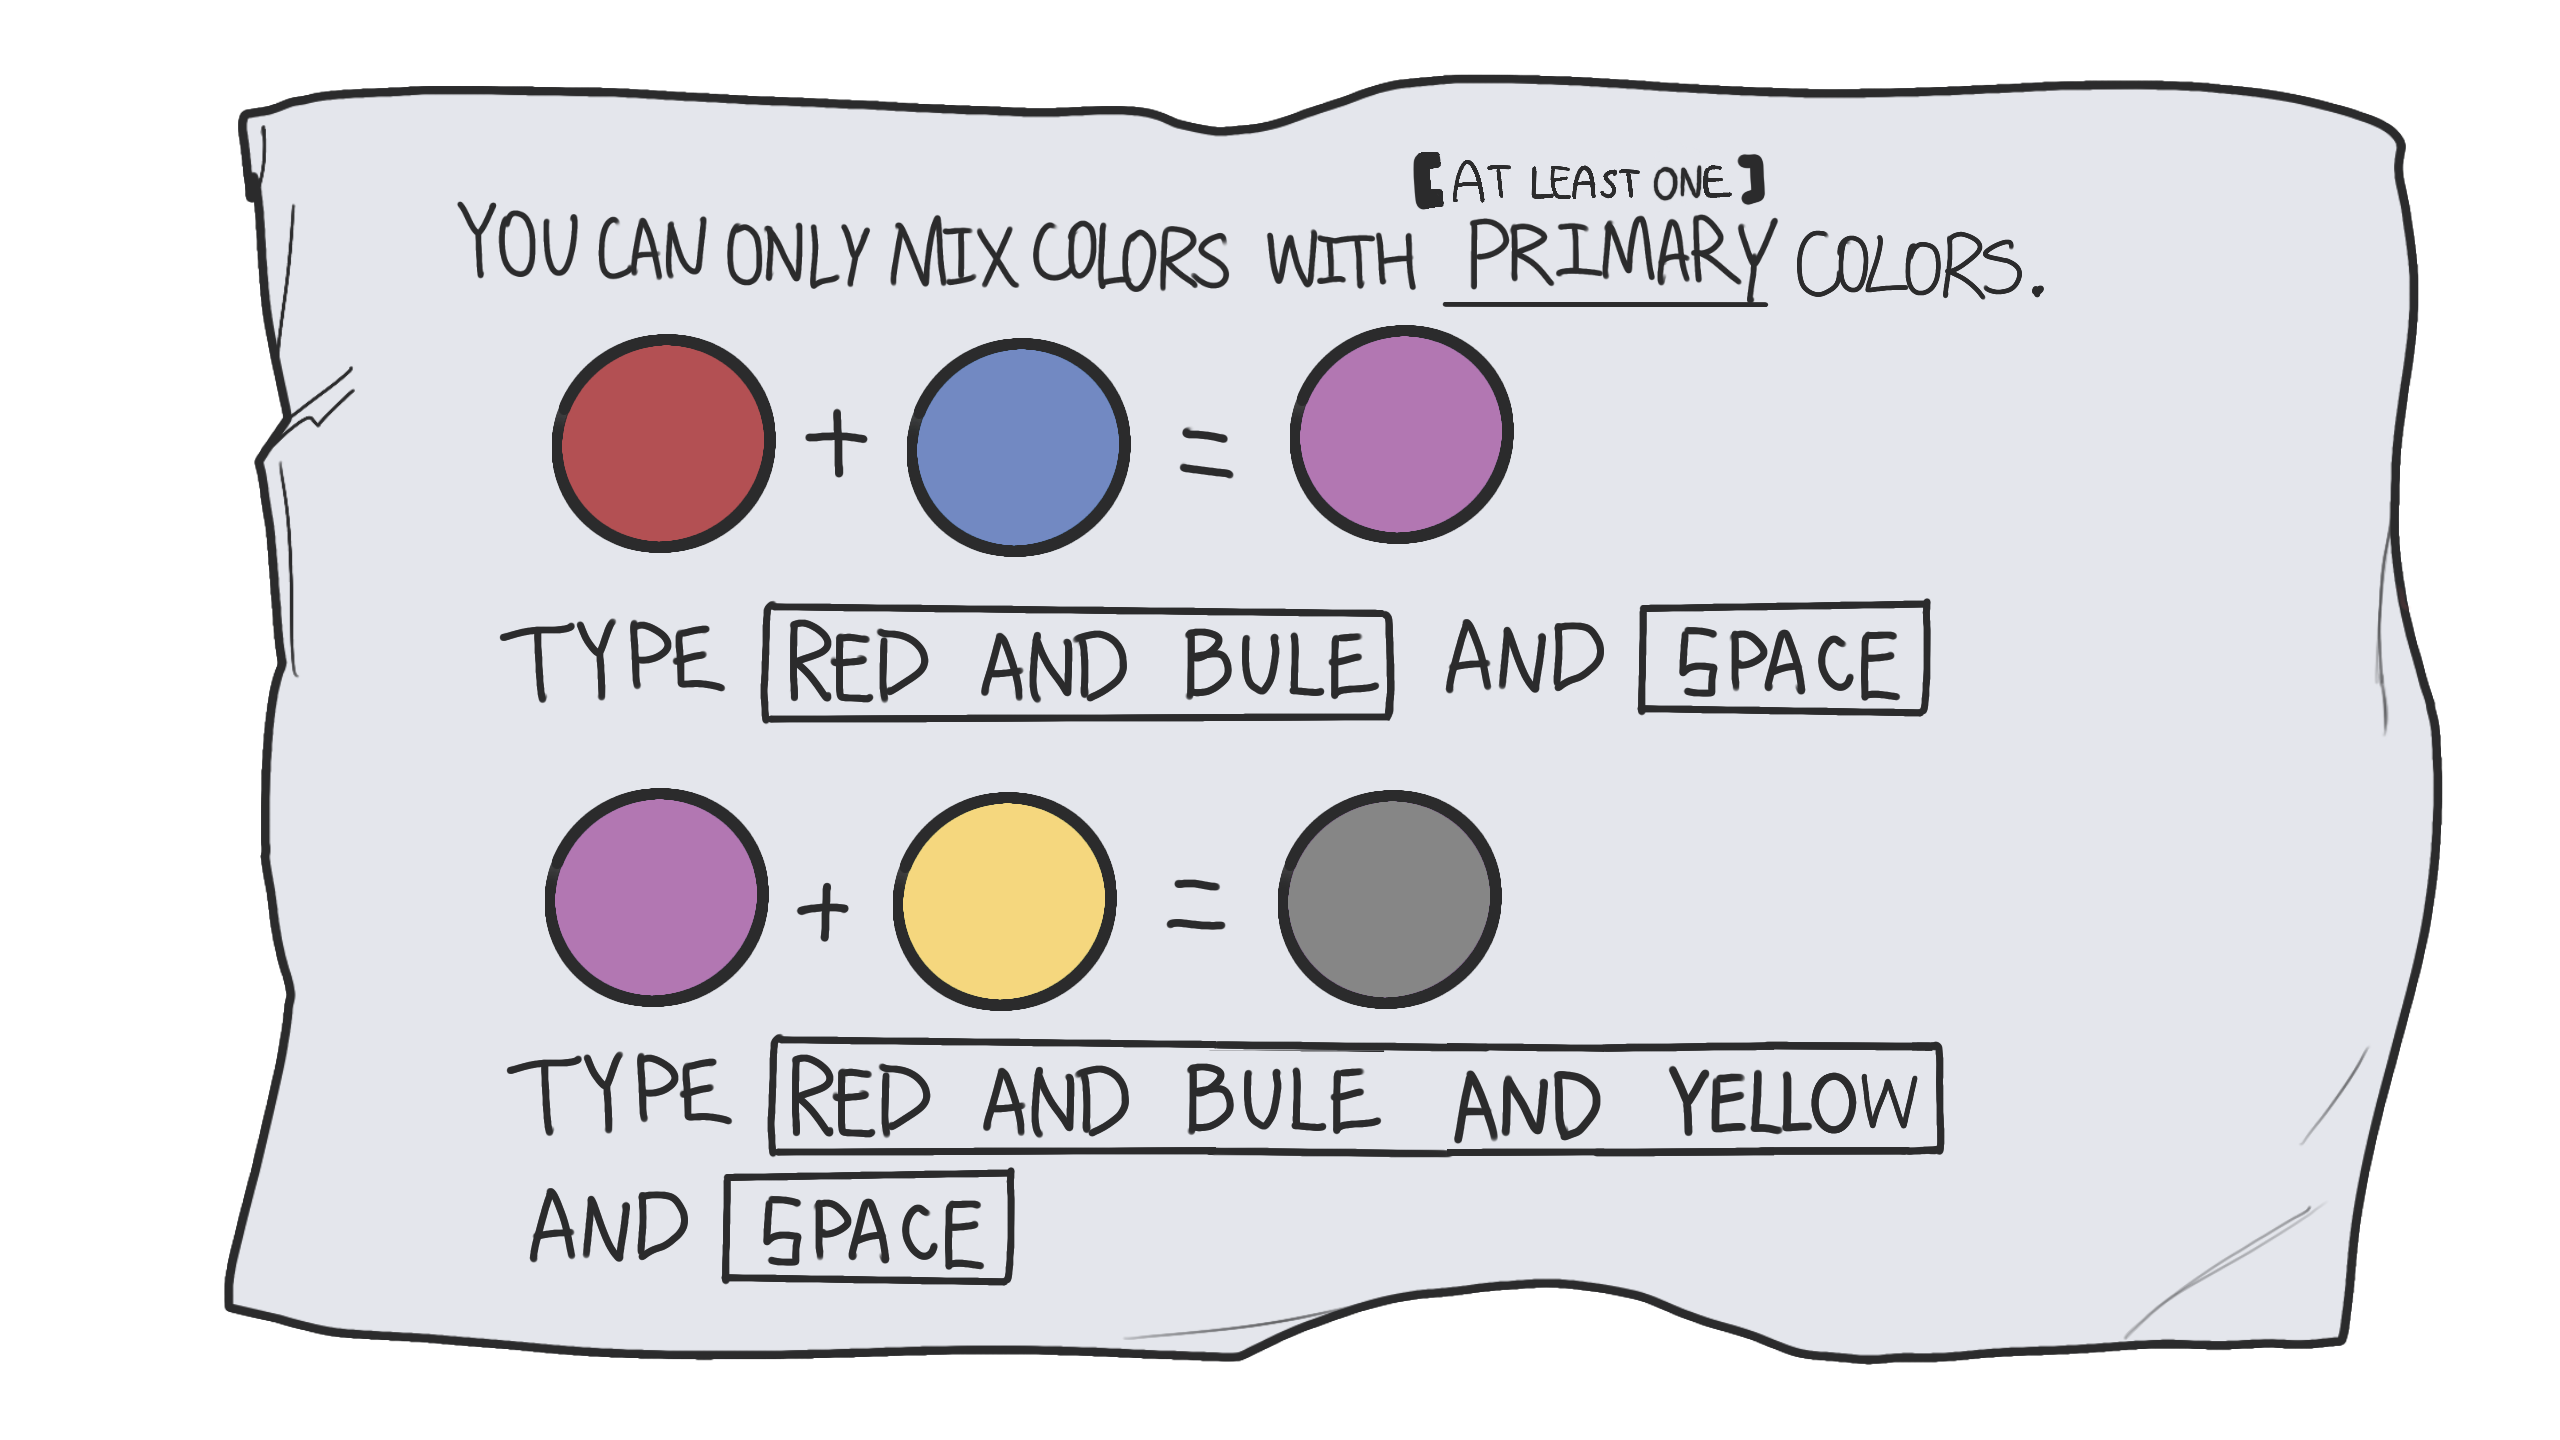 [AT LEAST ONE]
YOU CAN ONLY MIX COLORS WITH PRIMARY COLORS.
+ =
TYPE RED AND BULE AND SPACE
+ =
TYPE RED AND BULE AND YELLOW
AND SPACE